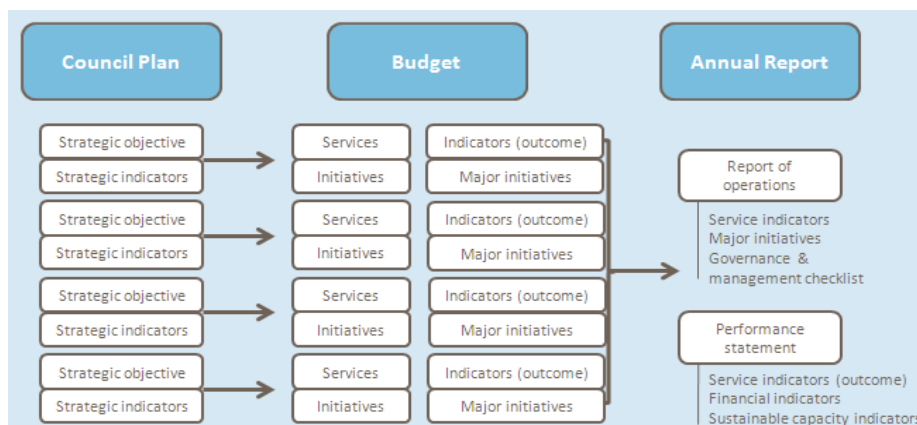 Council Plan
Budget
Annual Report
Strategic objective
Strategic indicators
Services
Initiatives
Indicators (outcome)
Major initiatives
Strategic objective
Strategic indicators
Services
Initiatives
Indicators (outcome)
Major initiatives
Strategic objective
Strategic indicators
Services
Initiatives
Indicators (outcome)
Major initiatives
Strategic objective
Strategic indicators
Services
Initiatives
Indicators (outcome)
Major initiatives
Report of
operations
Service indicators
Major initiatives
Governance &
management checklist
Performance
statement
Service indicators (outcome)
Financial indicators
Sustainable capacity indicators